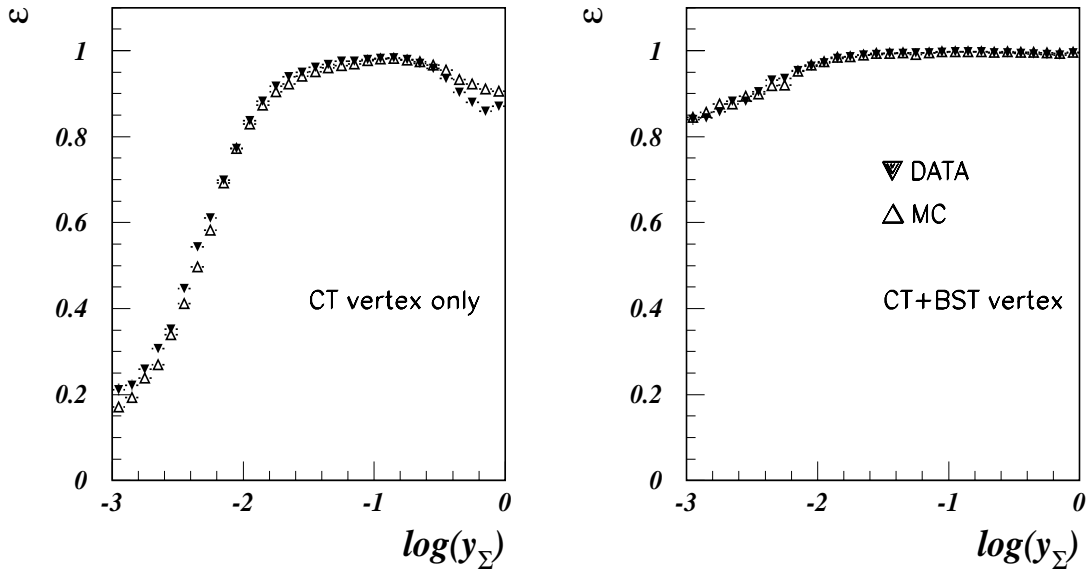 ε
1
0.8
0.6
0.4
0.2
0
-3 -2 -1 0
log(y_Σ)
CT vertex only
ε
1
0.8
0.6
0.4
0.2
0
-3 -2 -1 0
log(y_Σ)
DATA
MC
CT+BST vertex